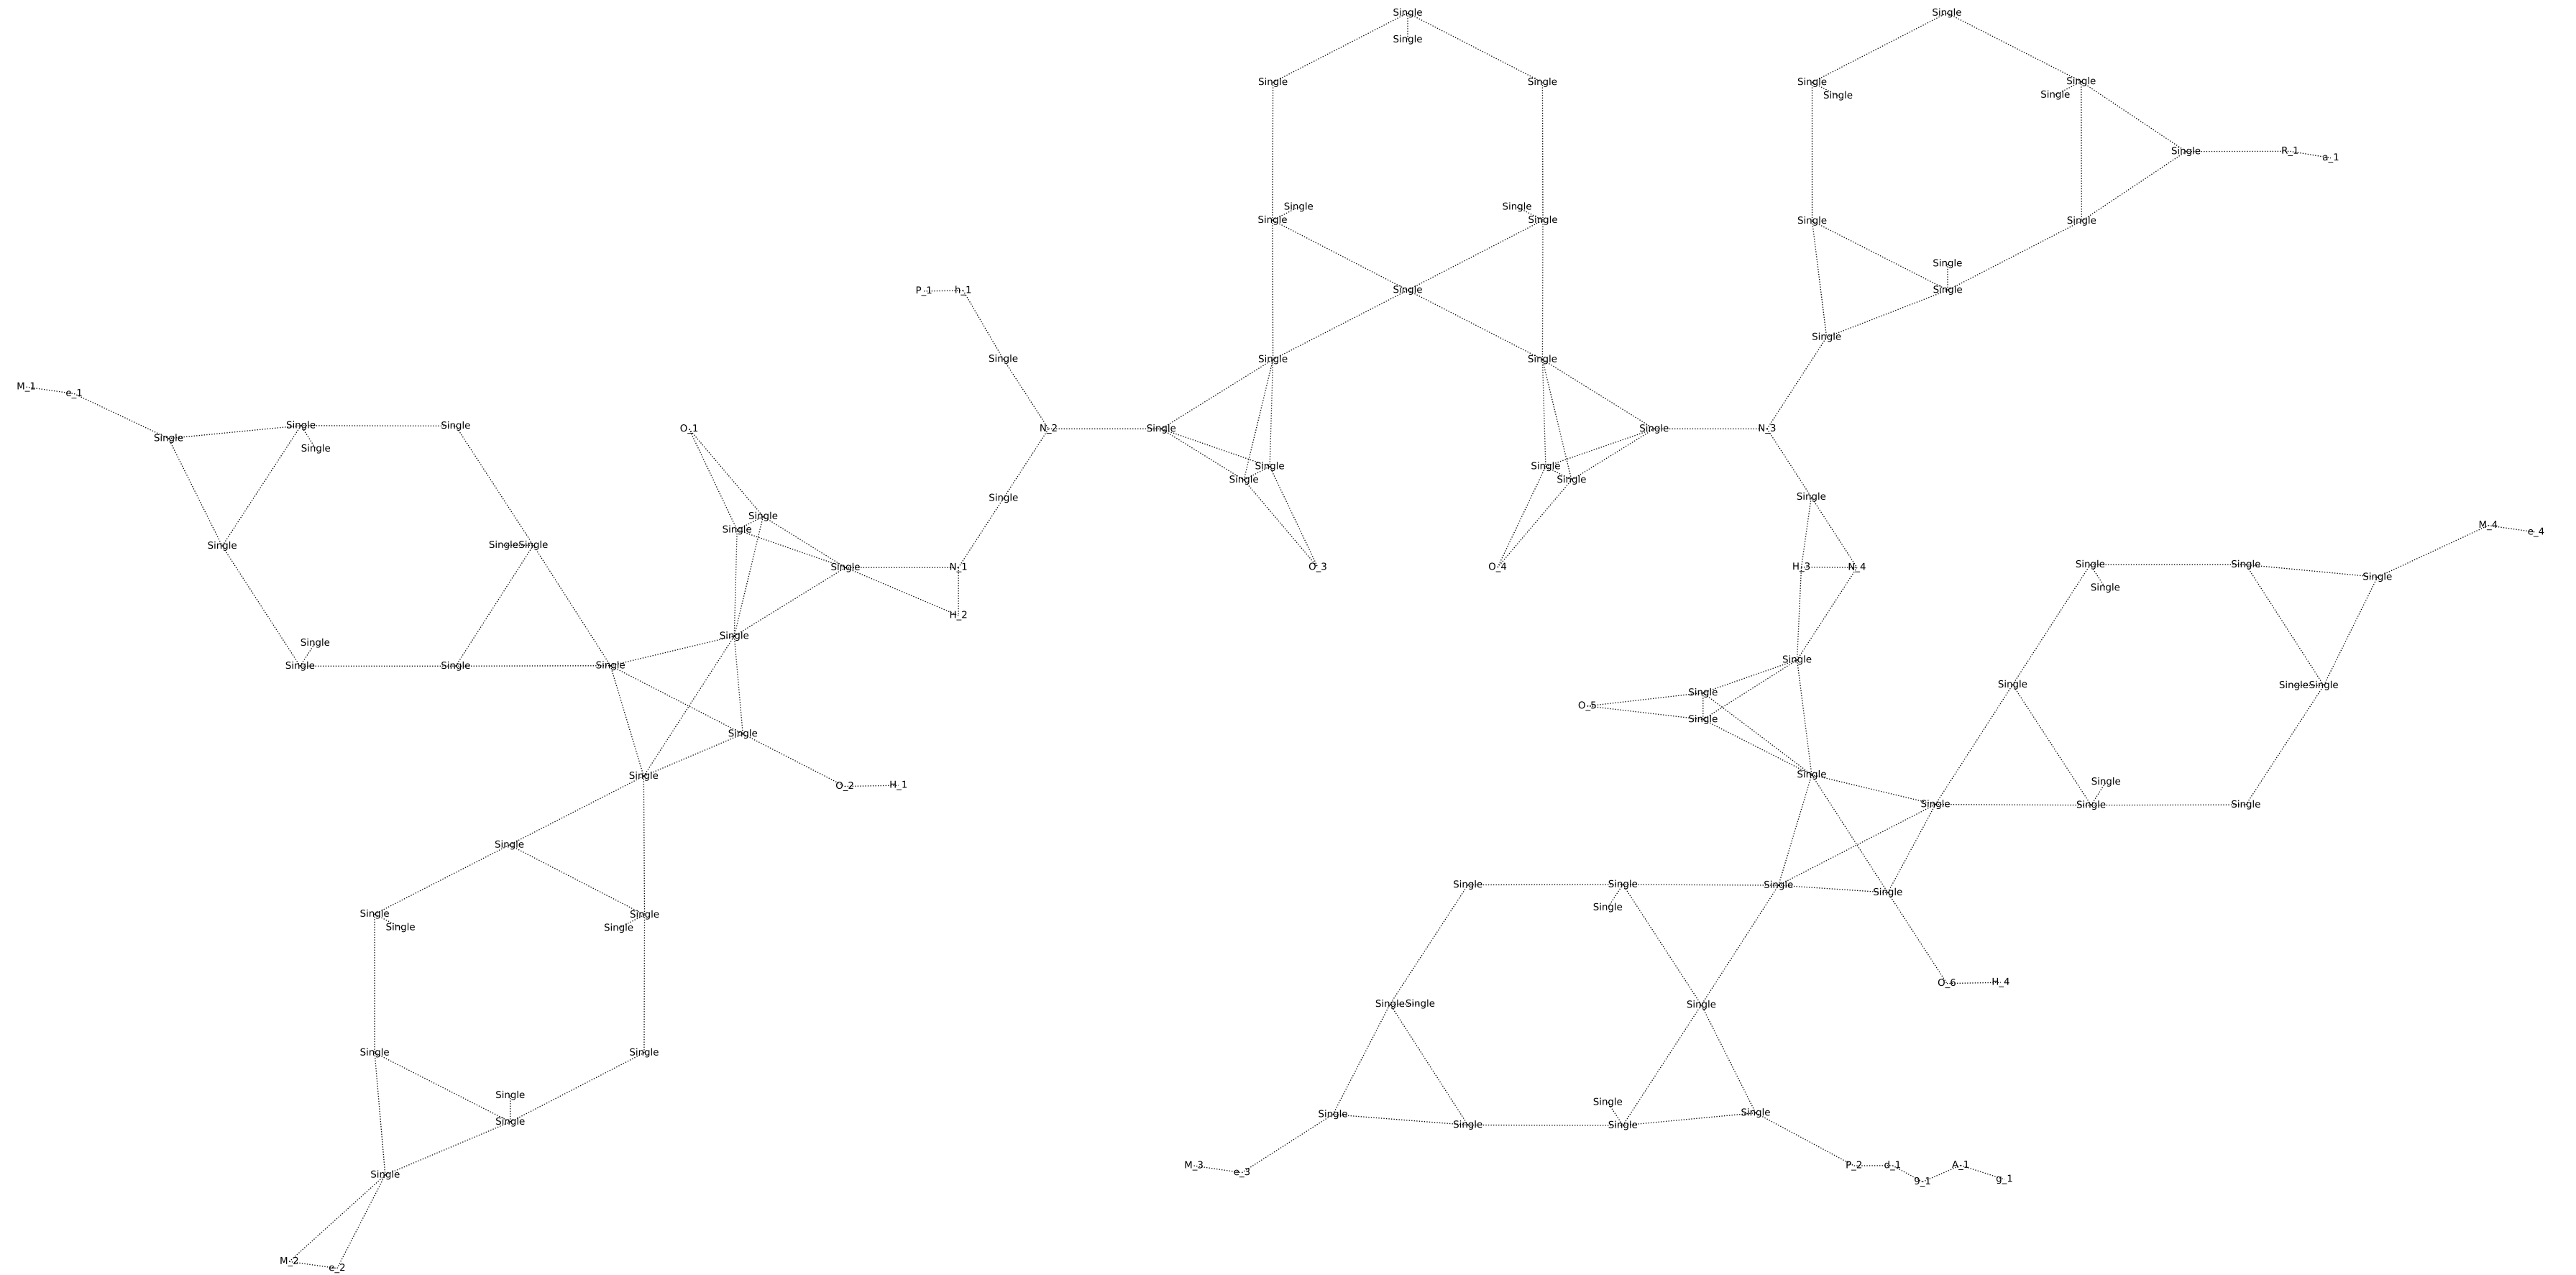 Single Single
Single
Single Single Single Single
Single Single
Single R_1 a_1
Single Single
Single Single Single Single
Single
P_1 h_1 Single Single
Single
Single Single Single
M_1 e_1
Single Single O_1 N_2 Single Single N_3
Single
Single
Single Single
Single Single
Single Single Single
Single M_4 e_4
Single SingleSingle
Single N_1 O_3 O_4 H_3 N_4 Single Single
Single
Single
H_2
Single Single
Single Single Single Single
Single SingleSingle
Single
O_5
Single
Single
Single Single
Single
O_2 H_1
Single Single Single
Single
Single Single Single Single
Single
Single Single
Single Single
O_6 H_4
SingleSingle Single
Single Single
Single Single
Single Single
Single Single
Single
M_3 P_2 d_1 A_1
e_3
Single
9_1 g_1
M_2
e_2